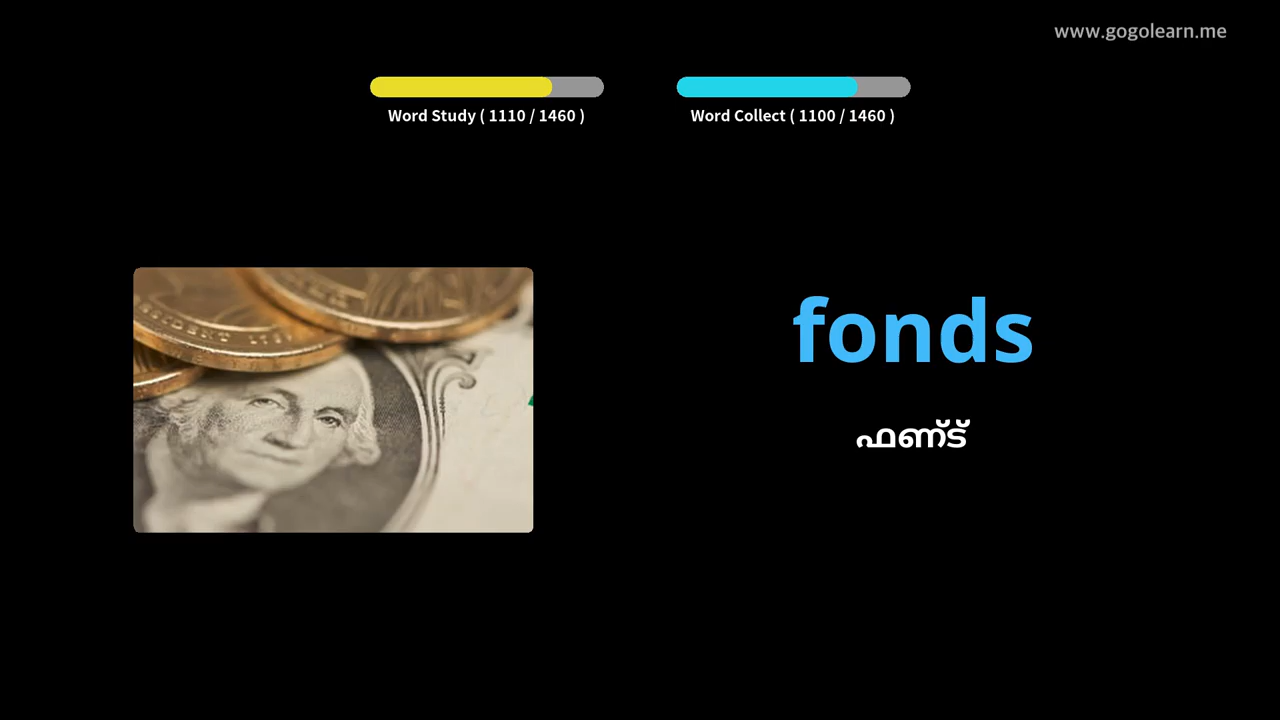 www.gogolearn.me
Word Study ( 1110 / 1460 )
Word Collect ( 1100 / 1460 )
fonds
ഫണ്ട്